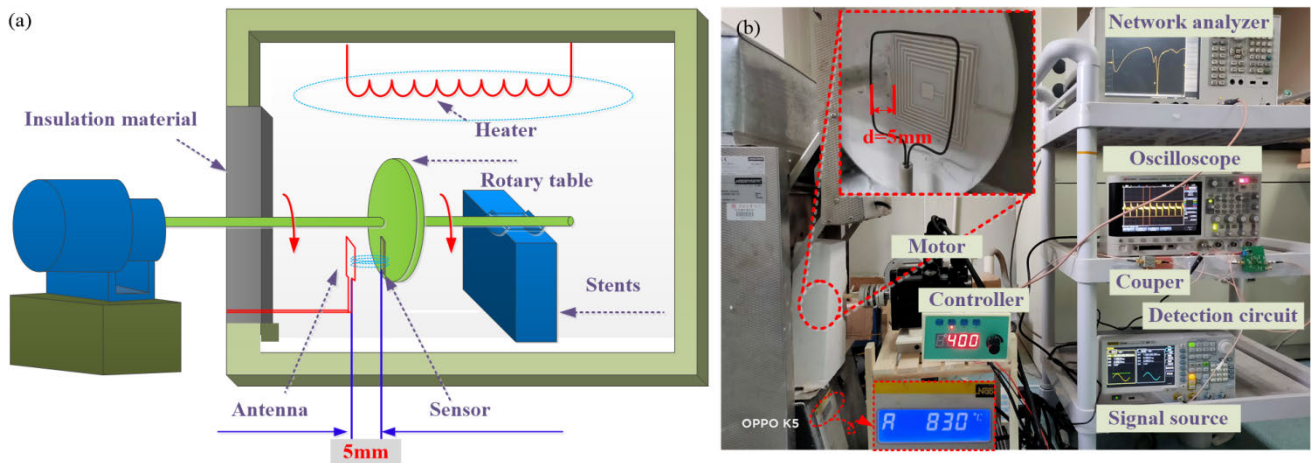 (a)
Insulation material
Heater
Rotary table
Stents
Antenna
Sensor
5mm
(b)
Network analyzer
d=5mm
Oscilloscope
Motor
Couper
Controller
400
Detection circuit
A 830 °C
OPPO K5
Signal source